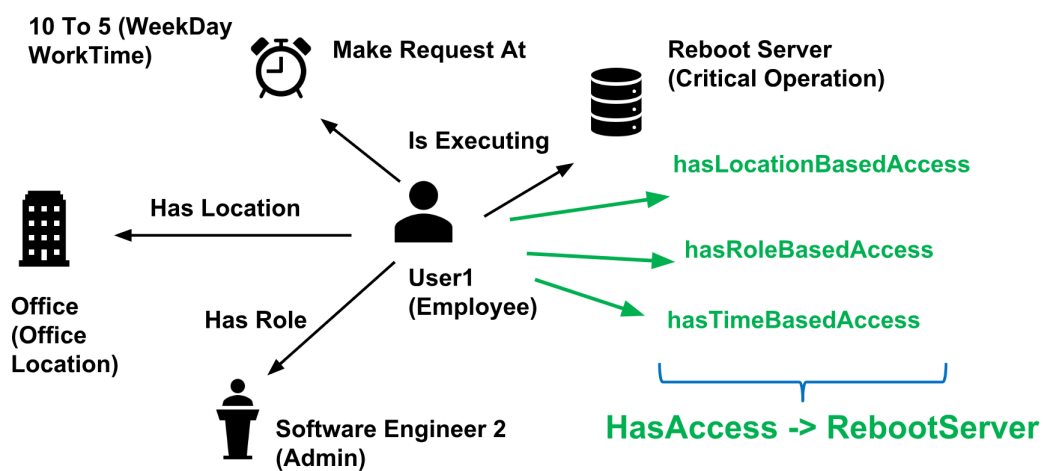 10 To 5 (WeekDay
WorkTime)
Make Request At
Reboot Server
(Critical Operation)
Is Executing
hasLocationBasedAccess
Has Location
hasRoleBasedAccess
User1
(Employee)
Office
(Office
Location)
Has Role
hasTimeBasedAccess
Software Engineer 2
(Admin)
HasAccess -> RebootServer